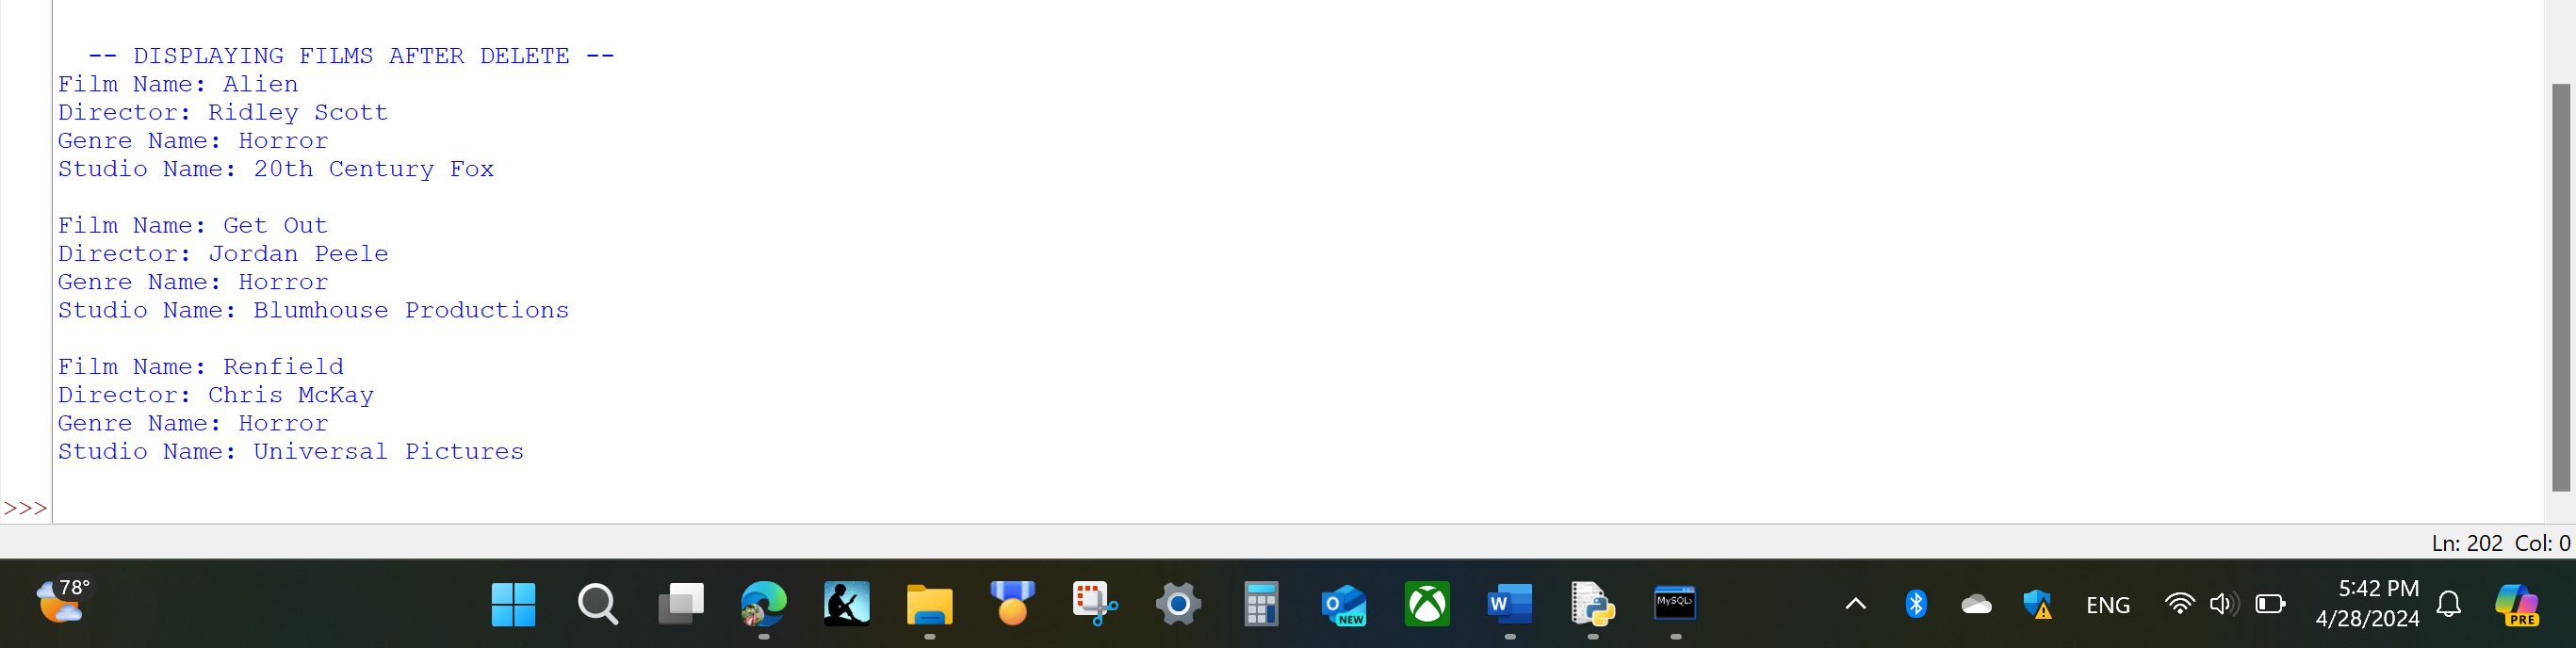 -- DISPLAYING FILMS AFTER DELETE --
Film Name: Alien
Director: Ridley Scott
Genre Name: Horror
Studio Name: 20th Century Fox
Film Name: Get Out
Director: Jordan Peele
Genre Name: Horror
Studio Name: Blumhouse Productions
Film Name: Renfield
Director: Chris McKay
Genre Name: Horror
Studio Name: Universal Pictures
>>>
Ln: 202 Col: 0
78°
O
NEW
W
MySQL>
ENG
5:42 PM
4/28/2024
PRE